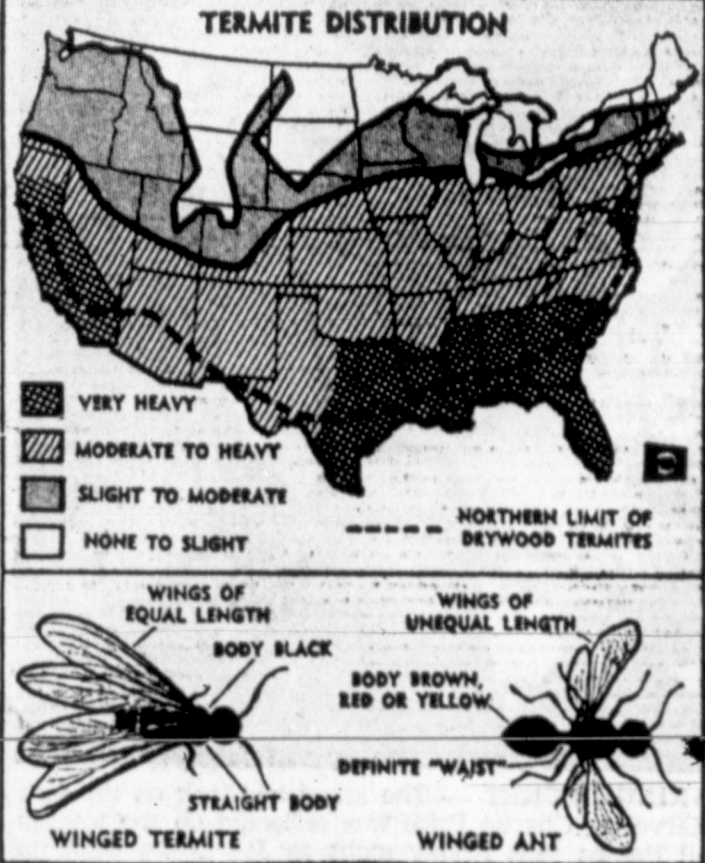 TERMITE DISTRIBUTION
VERY HEAVY
MODERATE TO HEAVY
SLIGHT TO MODERATE
NONE TO SLIGHT
NORTHERN LIMIT OF
DRYWOOD TERMITES
WINGS OF
EQUAL LENGTH
BODY BLACK
STRAIGHT BODY
WINGED TERMITE
WINGS OF
UNEQUAL LENGTH
BODY BROWN,
RED OR YELLOW
DEFINITE "WAIST"
WINGED ANT